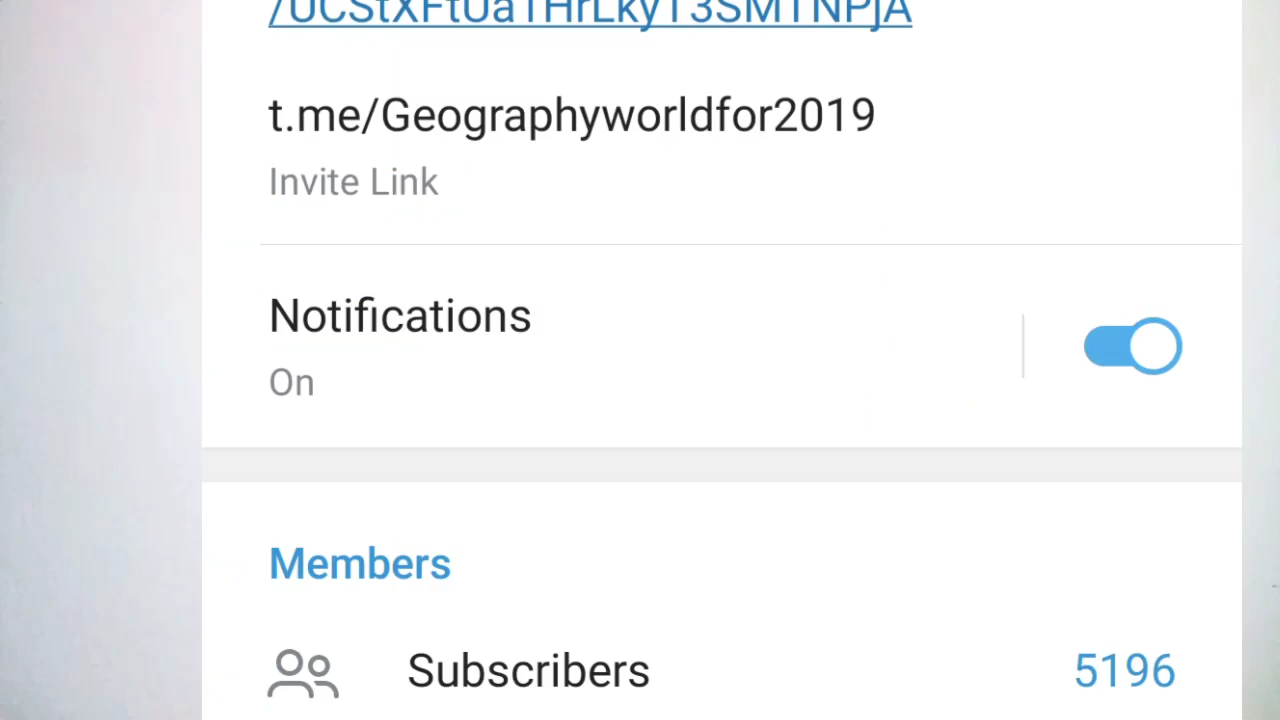 t.me/Geographyworldfor2019
Invite Link
Notifications
On
Members
Subscribers 5196